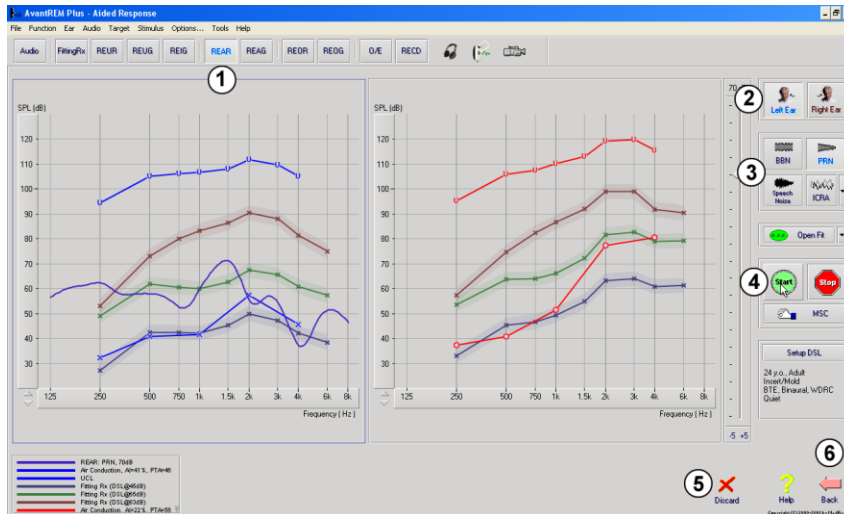 AvantREM Plus - Aided Response
File Function Ear Audio Target Stimulus Options... Tools Help
Audio FittingRx REUR REUG REIG REAR REAG REOR REOG O/E RECD
1
SPL (dB)
120
110
100
90
80
70
60
50
40
30
125 250 500 750 1k 1.5k 2k 3k 4k 6k 8k
Frequency ( Hz )
SPL (dB)
120
110
100
90
80
70
60
50
40
30
125 250 500 750 1k 1.5k 2k 3k 4k 6k 8k
Frequency ( Hz )
70
-5 +5
2
Left Ear Right Ear
3
BBN PRN
Speech Noise ICRA
Open Fit
4
Start Stop
MSC
Setup DSL
24 y.o., Adult
Insert/Mold
BTE, Binaural, WDRC
Quiet
REAR: PRN, 70dB
Air Conduction, AI=41%, PTA=46
UCL
Fitting Rx (DSL@45dB)
Fitting Rx (DSL@65dB)
Fitting Rx (DSL@83dB)
Air Conduction, AI=22%, PTA=58
5
Discard
Help
6
Back